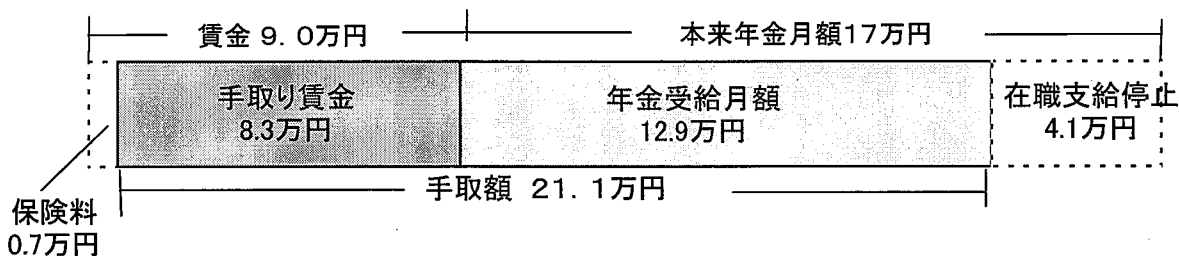 賃金 9. 0万円
本来年金月額17万円
手取り賃金
8.3万円
年金受給月額
12.9万円
在職支給停止
4.1万円
手取額 21. 1万円
保険料
0.7万円